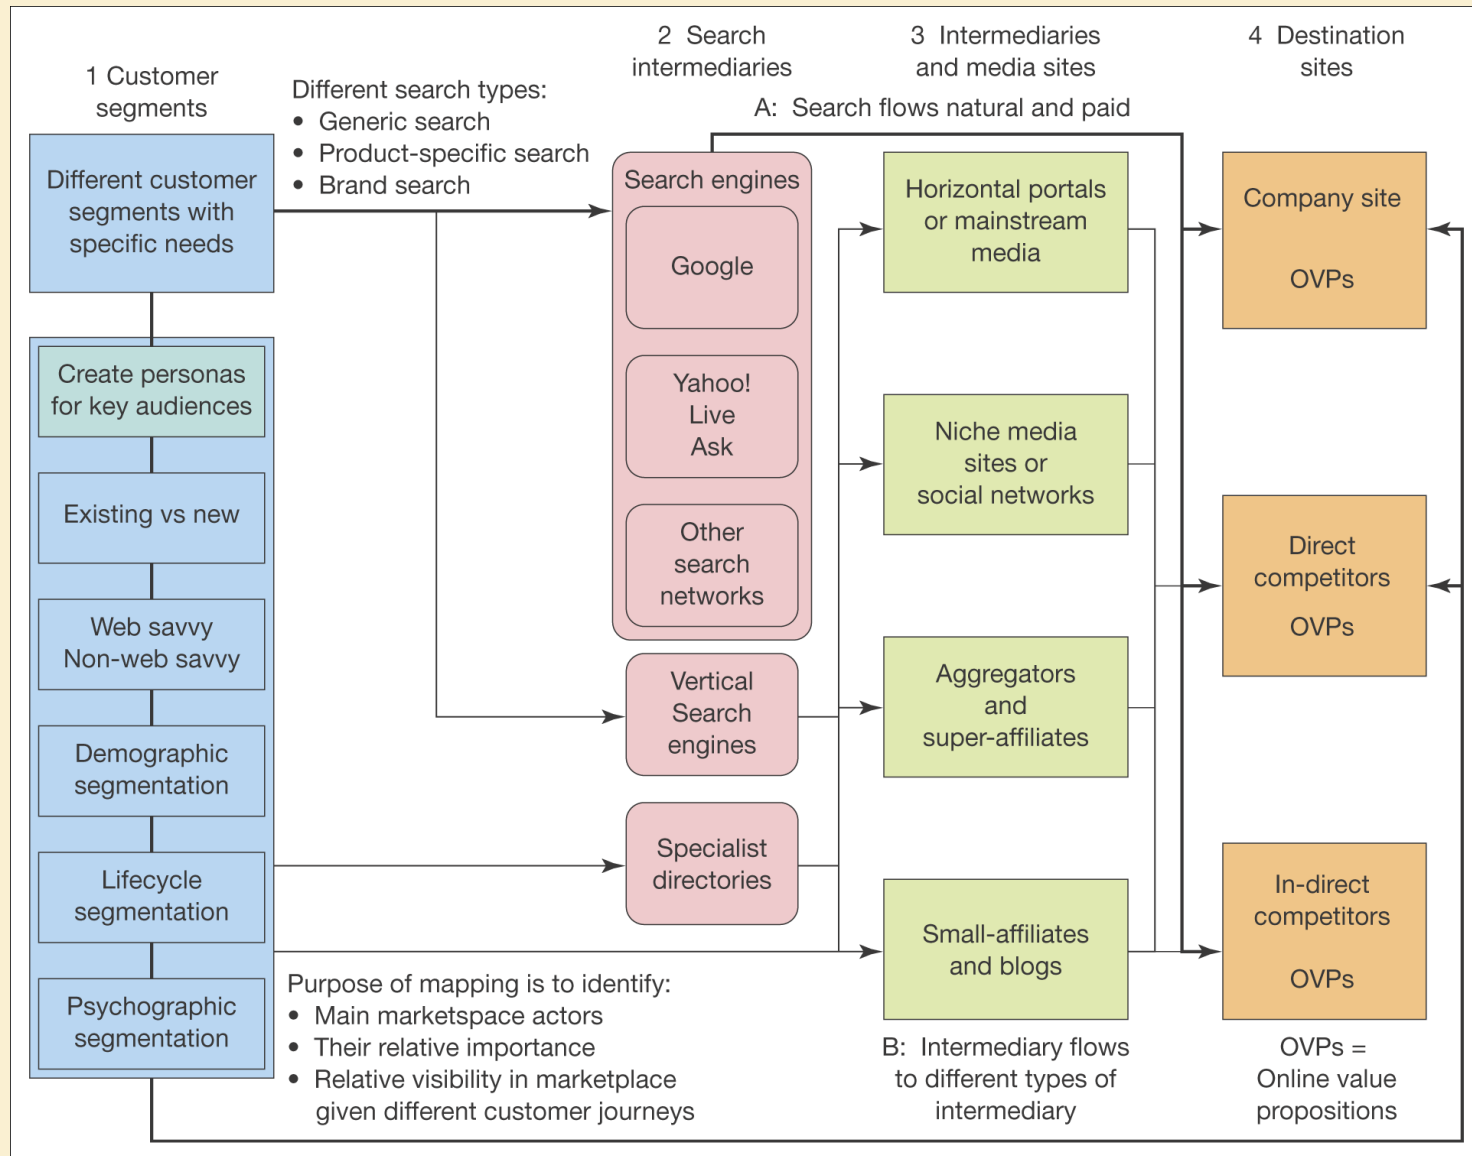 1 Customer
segments
Different search types:
• Generic search
• Product-specific search
• Brand search
2 Search
intermediaries
3 Intermediaries
and media sites
4 Destination
sites
A: Search flows natural and paid
Different customer
segments with
specific needs
Create personas
for key audiences
Existing vs new
Web savvy
Non-web savvy
Demographic
segmentation
Lifecycle
segmentation
Psychographic
segmentation
Search engines
Google
Yahoo!
Live
Ask
Other
search
networks
Vertical
Search
engines
Specialist
directories
Horizontal portals
or mainstream
media
Niche media
sites or
social networks
Aggregators
and
super-affiliates
Small-affiliates
and blogs
Company site
OVPs
Direct
competitors
OVPs
In-direct
competitors
OVPs
Purpose of mapping is to identify:
• Main marketspace actors
• Their relative importance
• Relative visibility in marketplace
given different customer journeys
B: Intermediary flows
to different types of
intermediary
OVPs =
Online value
propositions